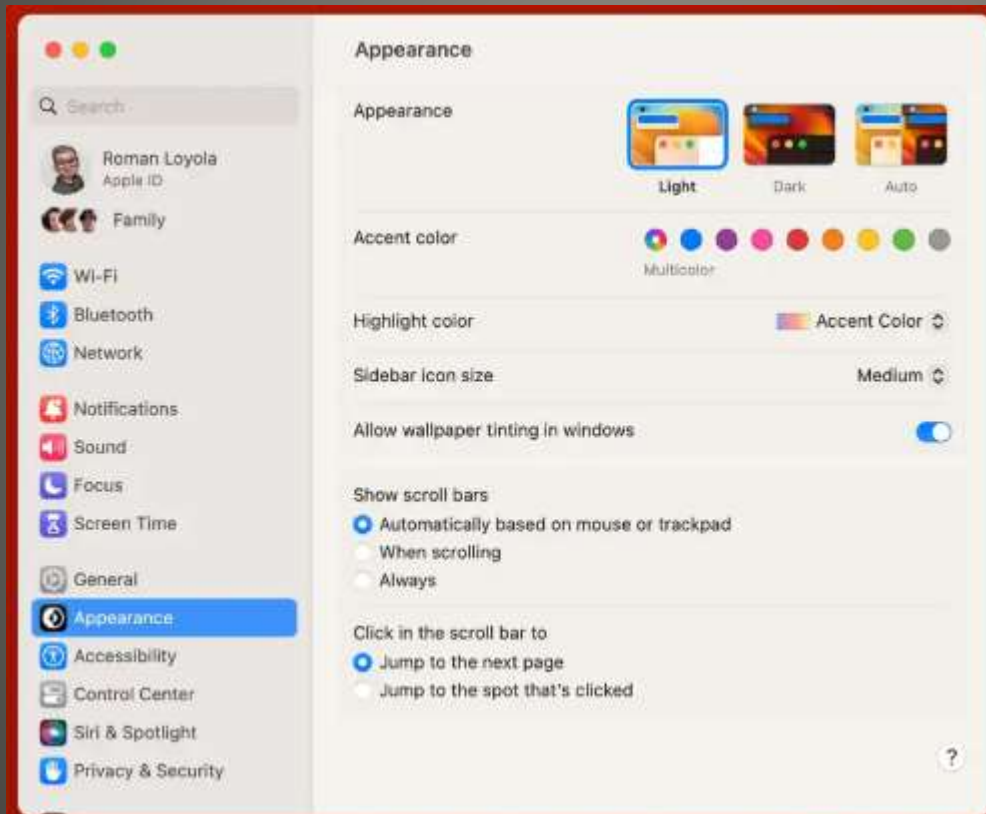 Appearance
Search
Roman Loyola
Apple ID
Family
Wi-Fi
Bluetooth
Network
Notifications
Sound
Focus
Screen Time
General
Appearance
Accessibility
Control Center
Siri & Spotlight
Privacy & Security
Appearance
Light
Dark
Auto
Accent color
Multicolor
Highlight color
Accent Color
Sidebar icon size
Medium
Allow wallpaper tinting in windows
Show scroll bars
Automatically based on mouse or trackpad
When scrolling
Always
Click in the scroll bar to
Jump to the next page
Jump to the spot that's clicked
?